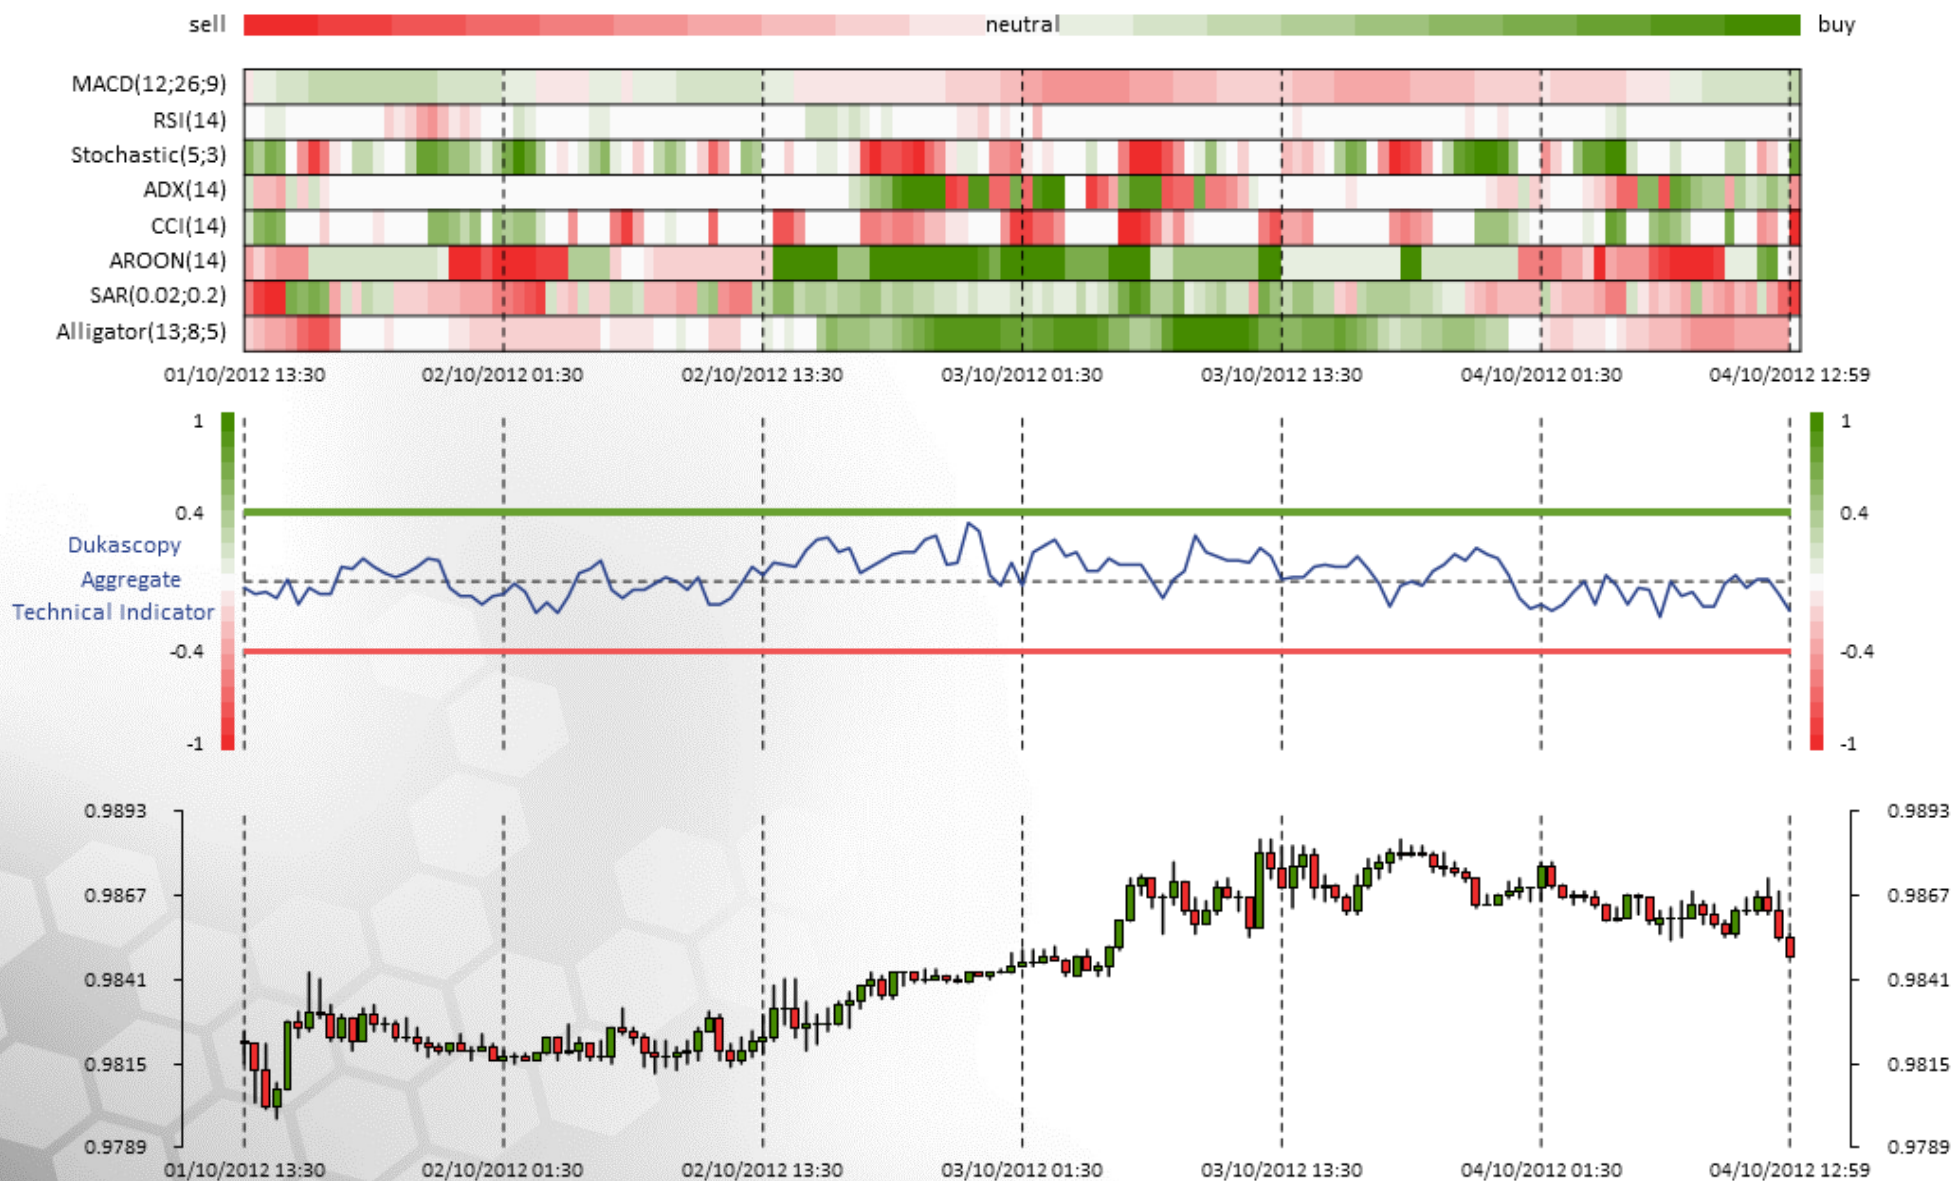 sell neutral buy
MACD(12;26;9)
RSI(14)
Stochastic(5;3)
ADX(14)
CCI(14)
AROON(14)
SAR(0.02;0.2)
Alligator(13;8;5)
01/10/2012 13:30 02/10/2012 01:30 02/10/2012 13:30 03/10/2012 01:30 03/10/2012 13:30 04/10/2012 01:30 04/10/2012 12:59
1 1
0.4 0.4
Dukascopy
Aggregate
Technical Indicator
-0.4 -0.4
-1 -1
0.9893 0.9893
0.9867 0.9867
0.9841 0.9841
0.9815 0.9815
0.9789 0.9789
01/10/2012 13:30 02/10/2012 01:30 02/10/2012 13:30 03/10/2012 01:30 03/10/2012 13:30 04/10/2012 01:30 04/10/2012 12:59